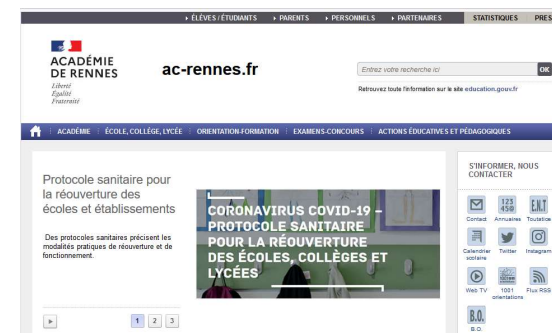 ÉLÈVES / ÉTUDIANTS PARENTS PERSONNELS PARTENAIRES STATISTIQUES PRES
ACADÉMIE
DE RENNES
Liberté
Égalité
Fraternité
ac-rennes.fr
Entrez votre recherche ici
OK
Retrouvez toute l'information sur le site education.gouv.fr
ACADÉMIE ÉCOLE, COLLÈGE, LYCÉE ORIENTATION-FORMATION EXAMENS-CONCOURS ACTIONS ÉDUCATIVES ET PÉDAGOGIQUES
Protocole sanitaire pour
la réouverture des
écoles et établissements
Des protocoles sanitaires précisent les
modalités pratiques de réouverture et de
fonctionnement.
1 2 3
CORONAVIRUS COVID-19 –
PROTOCOLE SANITAIRE
POUR LA RÉOUVERTURE
DES ÉCOLES, COLLÈGES ET
LYCÉES
S'INFORMER, NOUS
CONTACTER
123
450
E.N.T
Contact Annuaires Toutatice
Calendrier
scolaire
Twitter Instagram
Web TV
1001
orientations
Flux RSS
B.O.
B.O.